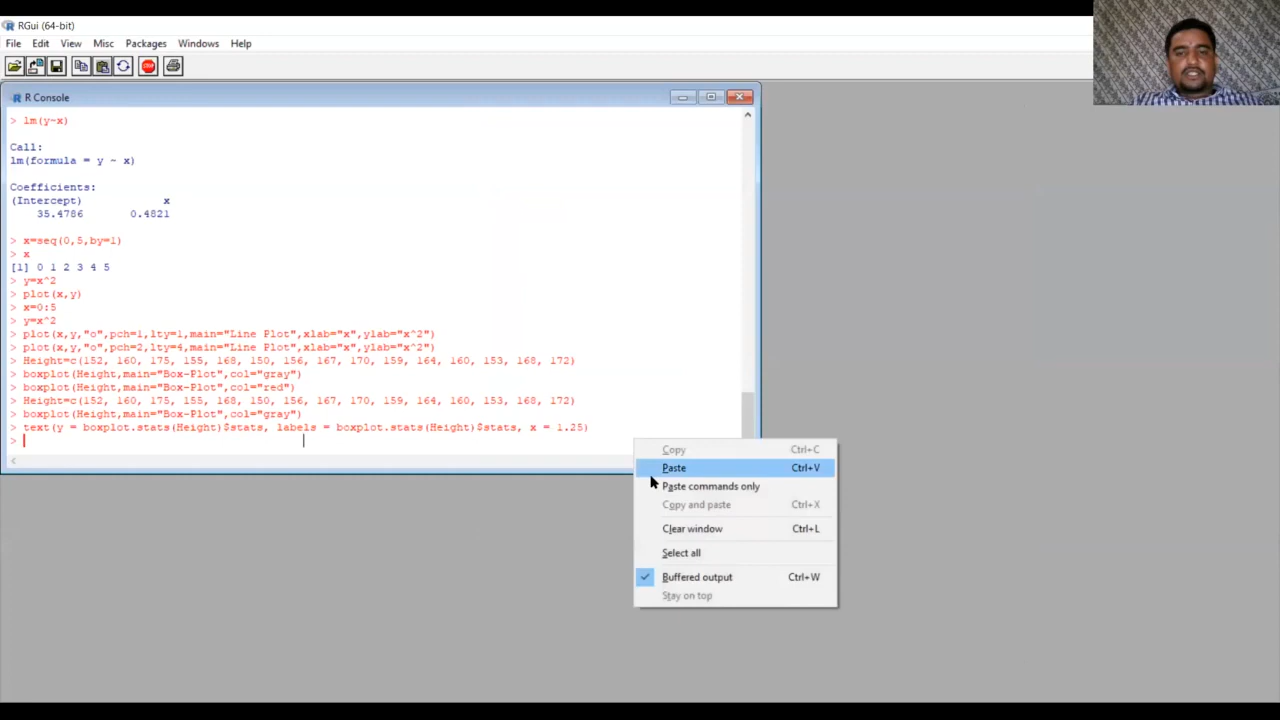 RGui (64-bit)
File Edit View Misc Packages Windows Help
STOP
R Console
> lm(y~x)
Call:
lm(formula = y ~ x)
Coefficients:
(Intercept) x
35.4786 0.4821
> x=seq(0,5,by=1)
> x
[1] 0 1 2 3 4 5
> y=x^2
> plot(x,y)
> x=0:5
> y=x^2
> plot(x,y,"o",pch=1,lty=1,main="Line Plot",xlab="x",ylab="x^2")
> plot(x,y,"o",pch=2,lty=4,main="Line Plot",xlab="x",ylab="x^2")
> Height=c(152, 160, 175, 155, 168, 150, 156, 167, 170, 159, 164, 160, 153, 168, 172)
> boxplot(Height,main="Box-Plot",col="gray")
> boxplot(Height,main="Box-Plot",col="red")
> Height=c(152, 160, 175, 155, 168, 150, 156, 167, 170, 159, 164, 160, 153, 168, 172)
> boxplot(Height,main="Box-Plot",col="gray")
> text(y = boxplot.stats(Height)$stats, labels = boxplot.stats(Height)$stats, x = 1.25)
>
Copy Ctrl+C
Paste Ctrl+V
Paste commands only
Copy and paste Ctrl+X
Clear window Ctrl+L
Select all
Buffered output Ctrl+W
Stay on top